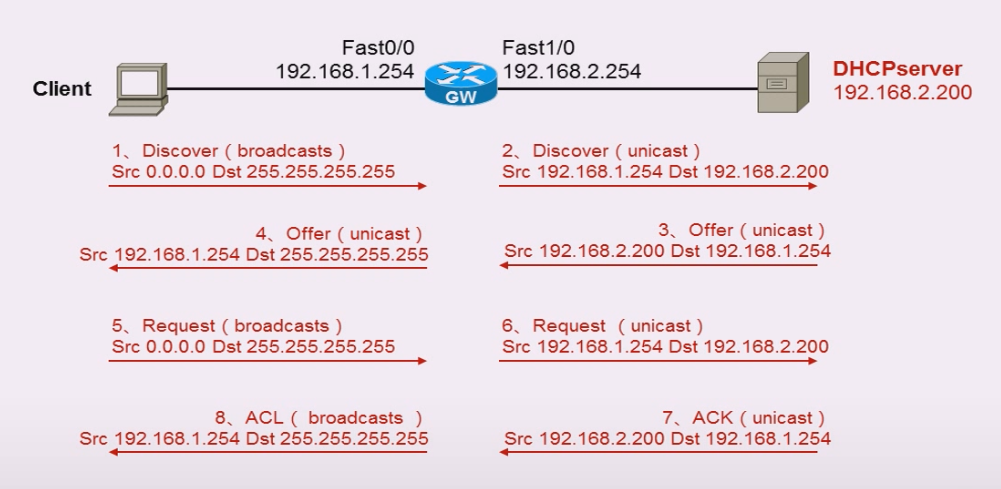 Client
Fast0/0
192.168.1.254
GW
Fast1/0
192.168.2.254
DHCPserver
192.168.2.200
1、Discover（broadcasts）
Src 0.0.0.0 Dst 255.255.255.255
2、Discover（unicast）
Src 192.168.1.254 Dst 192.168.2.200
4、Offer（unicast）
Src 192.168.1.254 Dst 255.255.255.255
3、Offer（unicast）
Src 192.168.2.200 Dst 192.168.1.254
5、Request（broadcasts）
Src 0.0.0.0 Dst 255.255.255.255
6、Request （unicast）
Src 192.168.1.254 Dst 192.168.2.200
8、ACL（ broadcasts ）
Src 192.168.1.254 Dst 255.255.255.255
7、ACK（unicast）
Src 192.168.2.200 Dst 192.168.1.254